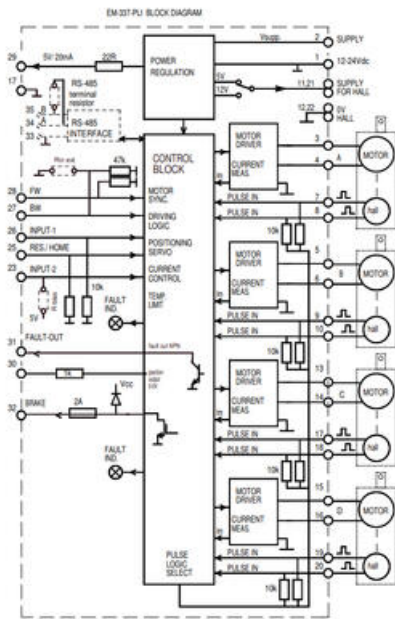 EM-337-PLI BLOCK DIAGRAM
Vsupp.
2 SUPPLY
1 12-24Vdc
29 5V/ 20mA 22R
POWER
REGULATION
5V
12V
11,21 SUPPLY
FOR HALL
12,22 0V
HALL
17
RS-485
terminal
resistor
35 B
34 A
33
RS-485
INTERFACE
47k
28 FW
27 BW
26 INPUT-1
25 RES./ HOME
23 INPUT-2
10k
5V
FAULT
IND.
31 FAULT-OUT
fault out NPN
30 1k
Vcc
32 BRAKE 2A
FAULT
IND.
CONTROL
BLOCK
MOTOR
SYNC.
DRIVING
LOGIC
POSITIONING
SERVO
CURRENT
CONTROL
TEMP.
LIMIT
PULSE
LOGIC
SELECT
MOTOR
DRIVER
CURRENT
MEAS.
3
4 A
MOTOR
PULSE IN 7
PULSE IN 8
hall
10k
MOTOR
DRIVER
CURRENT
MEAS.
5
6 B
MOTOR
PULSE IN 9
PULSE IN 10
hall
10k
MOTOR
DRIVER
CURRENT
MEAS.
13
14 C
MOTOR
PULSE IN 17
PULSE IN 18
hall
10k
MOTOR
DRIVER
CURRENT
MEAS.
15
16 D
MOTOR
PULSE IN 19
PULSE IN 20
hall
10k